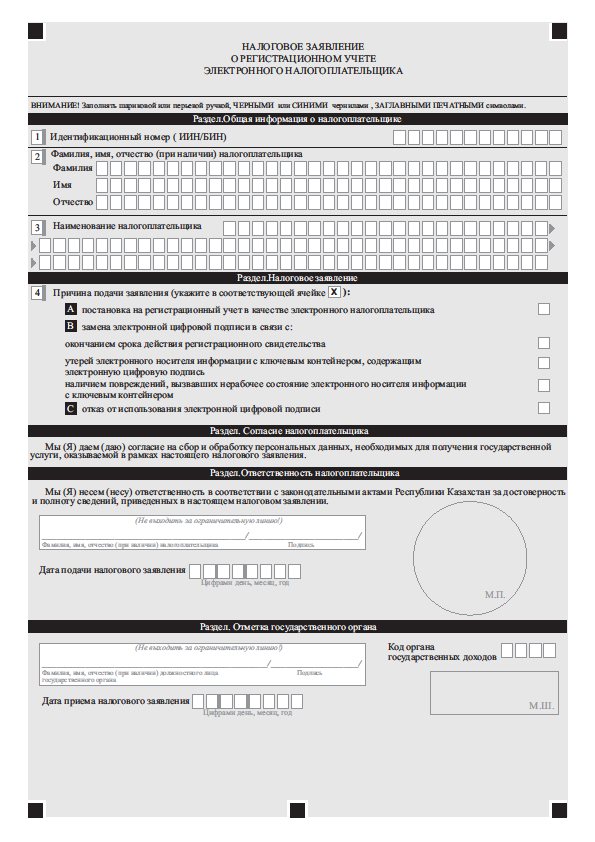 НАЛОГОВОЕ ЗАЯВЛЕНИЕ
О РЕГИСТРАЦИОННОМ УЧЕТЕ
ЭЛЕКТРОННОГО НАЛОГОПЛАТЕЛЬЩИКА
ВНИМАНИЕ! Заполнять шариковой или перьевой ручкой, ЧЕРНЫМИ или СИНИМИ чернилами , ЗАГЛАВНЫМИ ПЕЧАТНЫМИ символами.
Раздел.Общая информация о налогоплательщике
1 Идентификационный номер ( ИИН/БИН)
2 Фамилия, имя, отчество (при наличии) налогоплательщика
Фамилия
Имя
Отчество
3 Наименование налогоплательщика
Раздел.Налоговое заявление
4 Причина подачи заявления (укажите в соответствующей ячейке X ):
A постановка на регистрационный учет в качестве электронного налогоплательщика
B замена электронной цифровой подписи в связи с:
окончанием срока действия регистрационного свидетельства
утерей электронного носителя информации с ключевым контейнером, содержащим
электронную цифровую подпись
наличием повреждений, вызвавших нерабочее состояние электронного носителя информации
с ключевым контейнером
C отказ от использования электронной цифровой подписи
Раздел. Согласие налогоплательщика
Мы (Я) даем (даю) согласие на сбор и обработку персональных данных, необходимых для получения государственной
услуги, оказываемой в рамках настоящего налогового заявления.
Раздел.Ответственность налогоплательщика
Мы (Я) несем (несу) ответственность в соответствии с законодательными актами Республики Казахстан за достоверность
и полноту сведений, приведенных в настоящем налоговом заявлении.
(Не выходить за ограничительную линию!)
/ /
Фамилия, имя, отчество (при наличии) налогоплательщика Подпись
Дата подачи налогового заявления
Цифрами день, месяц, год
М.П.
Раздел. Отметка государственного органа
(Не выходить за ограничительную линию!)
/ /
Фамилия, имя, отчество (при наличии) должностного лица Подпись
государственного органа
Код органа
государственных доходов
Дата приема налогового заявления
Цифрами день, месяц, год
М.Ш.